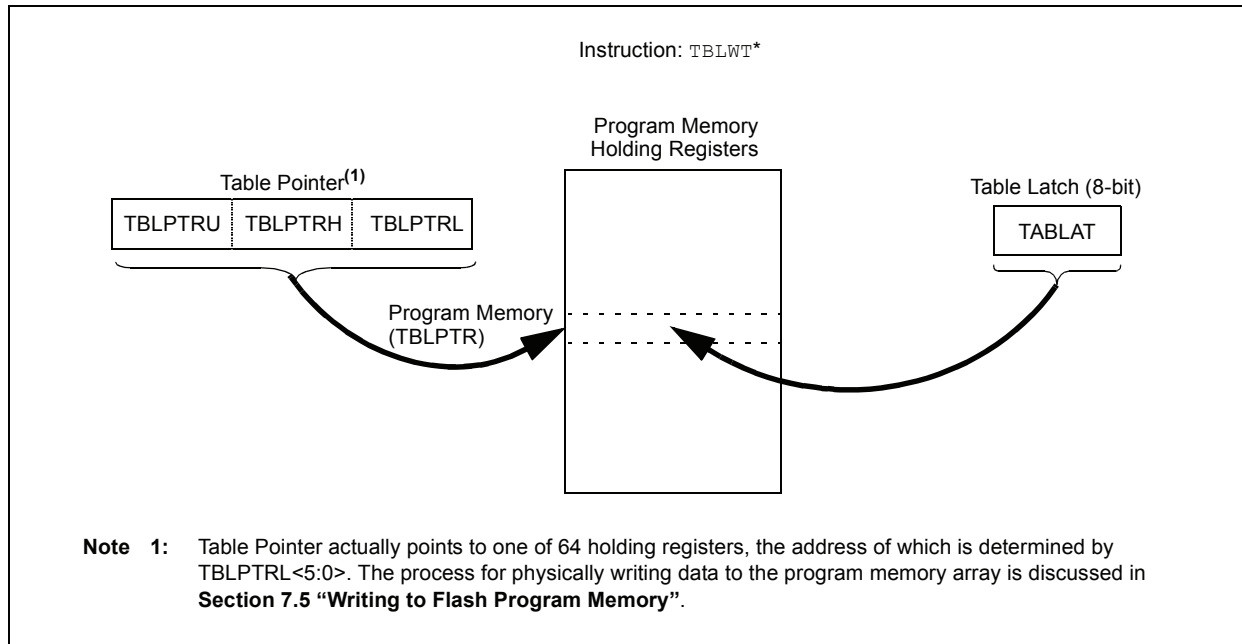 Instruction: TBLWT*
Program Memory
Holding Registers
Table Pointer(1)
Table Latch (8-bit)
TBLPTRU TBLPTRH TBLPTRL
TABLAT
Program Memory
(TBLPTR)
Note 1: Table Pointer actually points to one of 64 holding registers, the address of which is determined by
TBLPTRL<5:0>. The process for physically writing data to the program memory array is discussed in
Section 7.5 “Writing to Flash Program Memory”.